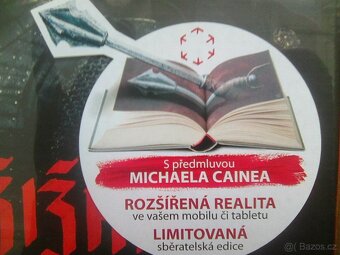 S předmluvou
MICHAELA CAINEA
ROZŠÍŘENÁ REALITA
ve vašem mobilu či tabletu
LIMITOVANÁ
sběratelská edice
Bazos.cz